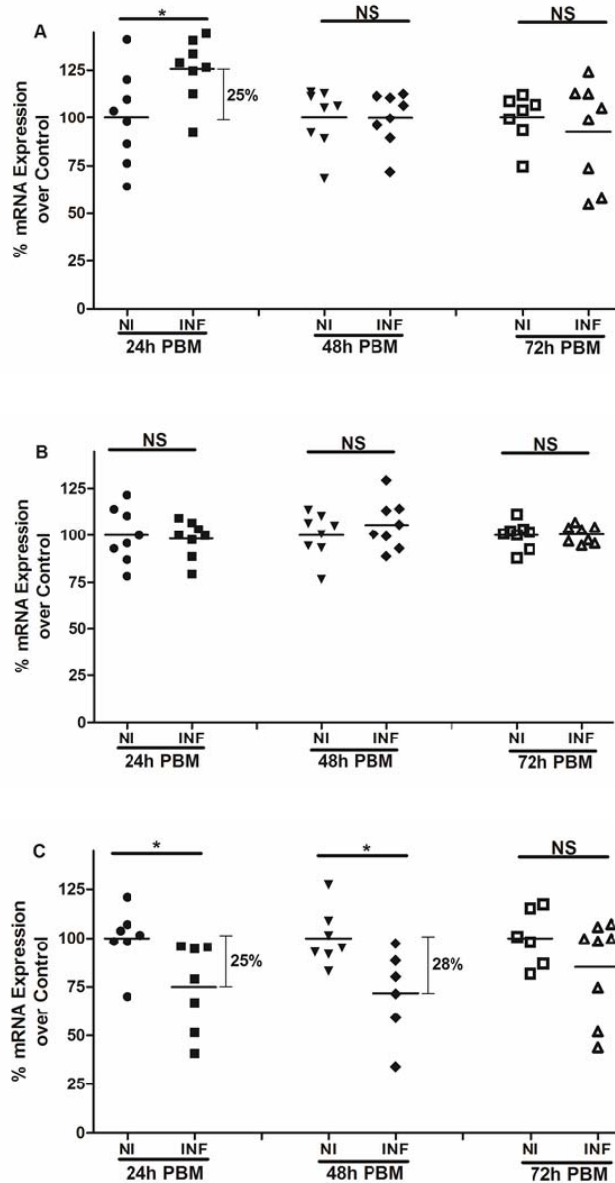 A
*
NS
NS
% mRNA Expression
over Control
125
100
75
50
25
0
25%
NI
INF
NI
INF
NI
INF
24h PBM
48h PBM
72h PBM
B
NS
NS
NS
% mRNA Expression
over Control
125
100
75
50
25
0
NI
INF
NI
INF
NI
INF
24h PBM
48h PBM
72h PBM
C
*
*
NS
% mRNA Expression
over Control
125
100
75
50
25
0
25%
28%
NI
INF
NI
INF
NI
INF
24h PBM
48h PBM
72h PBM